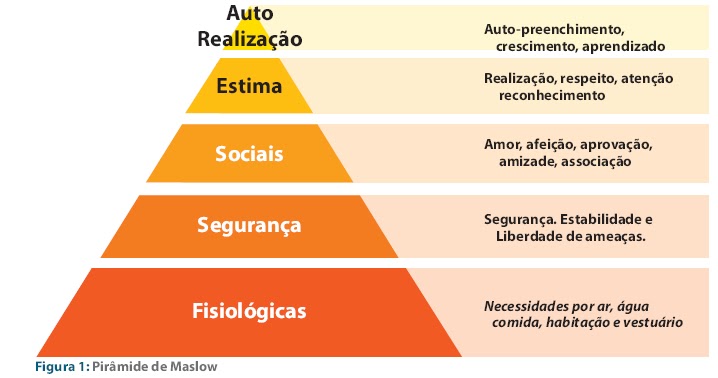 Auto
Realização
Auto-preenchimento,
crescimento, aprendizado
Estima
Realização, respeito, atenção
reconhecimento
Sociais
Amor, afeição, aprovação,
amizade, associação
Segurança
Segurança. Estabilidade e
Liberdade de ameaças.
Fisiológicas
Necessidades por ar, água
comida, habitação e vestuário
Figura 1: Pirâmide de Maslow